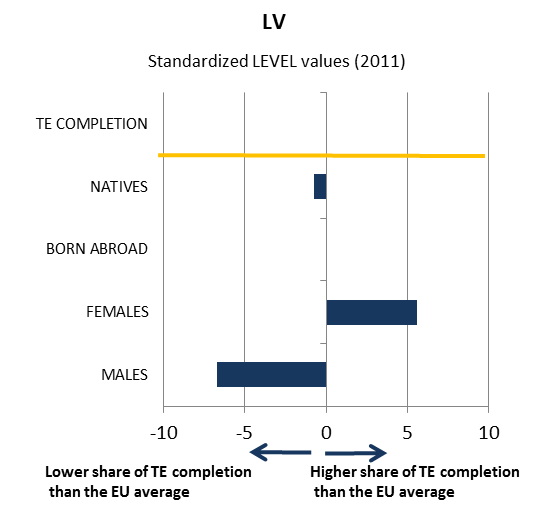 LV
Standardized LEVEL values (2011)
TE COMPLETION
NATIVES
BORN ABROAD
FEMALES
MALES
-10 -5 0 5 10
Lower share of TE completion
than the EU average
Higher share of TE completion
than the EU average